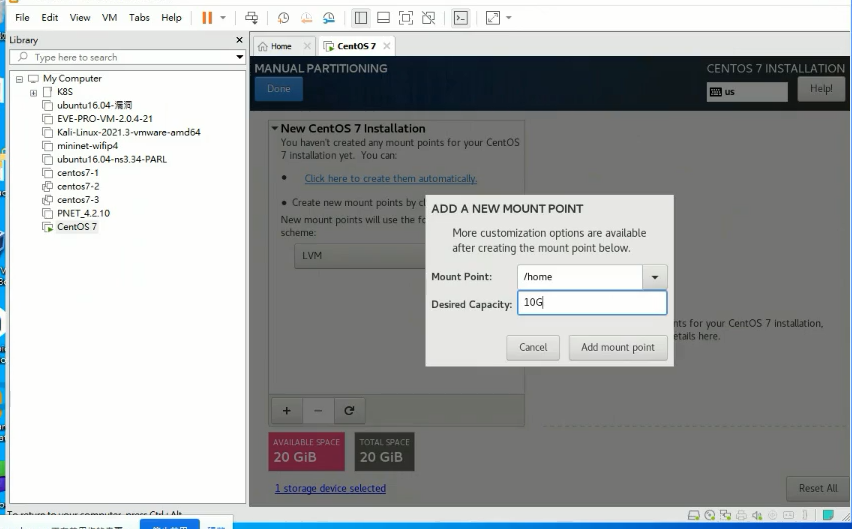 File Edit View VM Tabs Help
Library
Type here to search
My Computer
K8S
ubuntu16.04-漏洞
EVE-PRO-VM-2.0.4-21
Kali-Linux-2021.3-vmware-amd64
mininet-wifip4
ubuntu16.04-ns3.34-PARL
centos7-1
centos7-2
centos7-3
PNET_4.2.10
CentOS 7
Home
CentOS 7
MANUAL PARTITIONING
Done
CENTOS 7 INSTALLATION
us
Help!
New CentOS 7 Installation
You haven't created any mount points for your CentOS
7 installation yet. You can:
Click here to create them automatically.
Create new mount points by cl
New mount points will use the fo
scheme:
LVM
ADD A NEW MOUNT POINT
More customization options are available
after creating the mount point below.
Mount Point: /home
Desired Capacity: 10G
Cancel Add mount point
nts for your CentOS 7 installation,
etails here.
+ − 
AVAILABLE SPACE
20 GiB
TOTAL SPACE
20 GiB
1 storage device selected
Reset All
To return to your computer, press Ctrl+Alt.